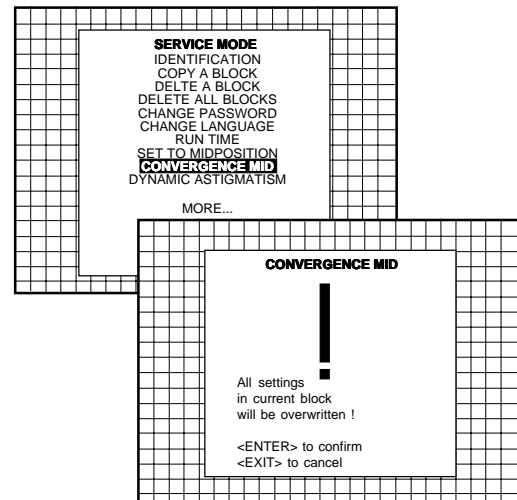 SERVICE MODE
IDENTIFICATION
COPY A BLOCK
DELTE A BLOCK
DELETE ALL BLOCKS
CHANGE PASSWORD
CHANGE LANGUAGE
RUN TIME
SET TO MIDPOSITION
CONVERGENCE MID
DYNAMIC ASTIGMATISM
MORE...
CONVERGENCE MID
!
All settings
in current block
will be overwritten !
<ENTER> to confirm
<EXIT> to cancel